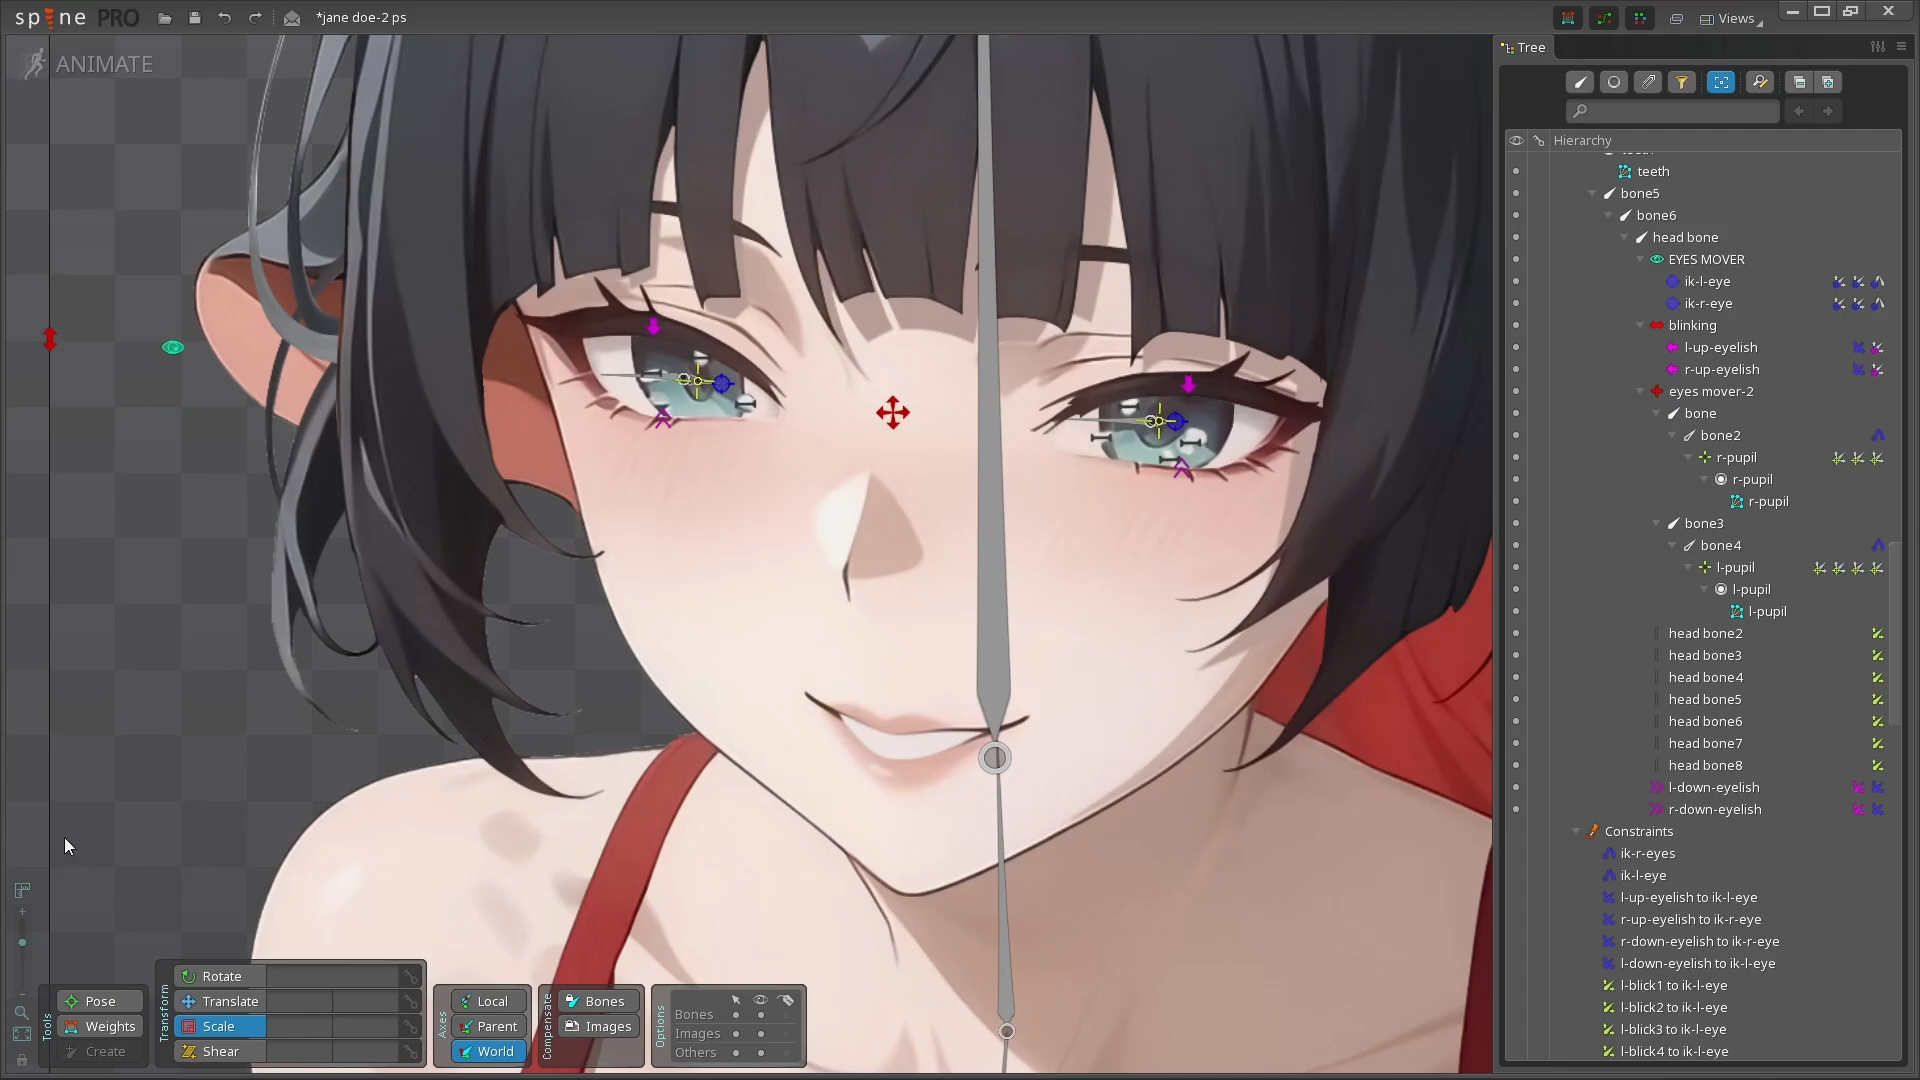 spine PRO
*jane doe-2 ps
Views
ANIMATE
Tree
Hierarchy
teeth
bone5
bone6
head bone
EYES MOVER
ik-l-eye
ik-r-eye
blinking
l-up-eyelish
r-up-eyelish
eyes mover-2
bone
bone2
r-pupil
r-pupil
r-pupil
bone3
bone4
l-pupil
l-pupil
l-pupil
head bone2
head bone3
head bone4
head bone5
head bone6
head bone7
head bone8
l-down-eyelish
r-down-eyelish
Constraints
ik-r-eyes
ik-l-eye
l-up-eyelish to ik-l-eye
r-up-eyelish to ik-r-eye
r-down-eyelish to ik-r-eye
l-down-eyelish to ik-l-eye
l-blick1 to ik-l-eye
l-blick2 to ik-l-eye
l-blick3 to ik-l-eye
l-blick4 to ik-l-eye
Tools
Pose
Weights
Create
Transform
Rotate
Translate
Scale
Shear
Axes
Local
Parent
World
Compensate
Bones
Images
Options
Bones
Images
Others